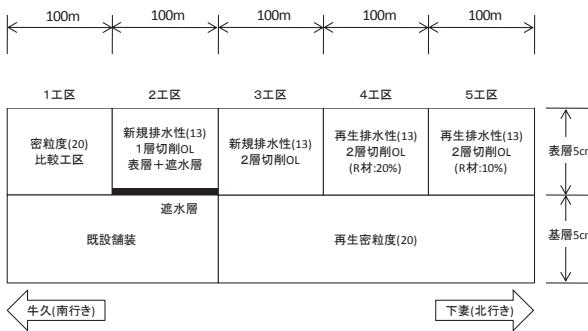 100m 100m 100m 100m 100m
1工区 2工区 3工区 4工区 5工区
密粒度(20)
比較工区
新規排水性(13)
1層切削OL
表層＋遮水層
新規排水性(13)
2層切削OL
再生排水性(13)
2層切削OL
(R材:20%)
再生排水性(13)
2層切削OL
(R材:10%)
表層5cm
遮水層
既設舗装
再生密粒度(20)
基層5cm
牛久(南行き)
下妻(北行き)